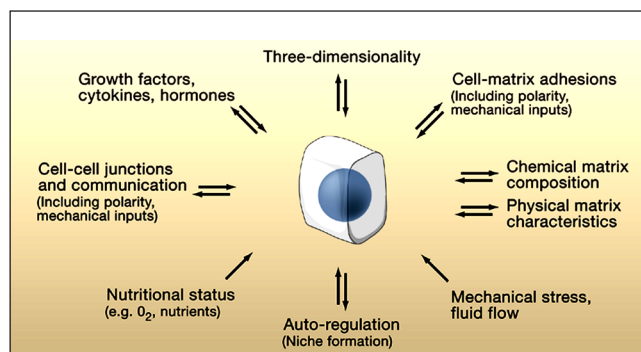 Three-dimensionality
Growth factors,
cytokines, hormones
Cell-matrix adhesions
(Including polarity,
mechanical inputs)
Cell-cell junctions
and communication
(Including polarity,
mechanical inputs)
Chemical matrix
composition
Physical matrix
characteristics
Nutritional status
(e.g. 0₂, nutrients)
Mechanical stress,
fluid flow
Auto-regulation
(Niche formation)